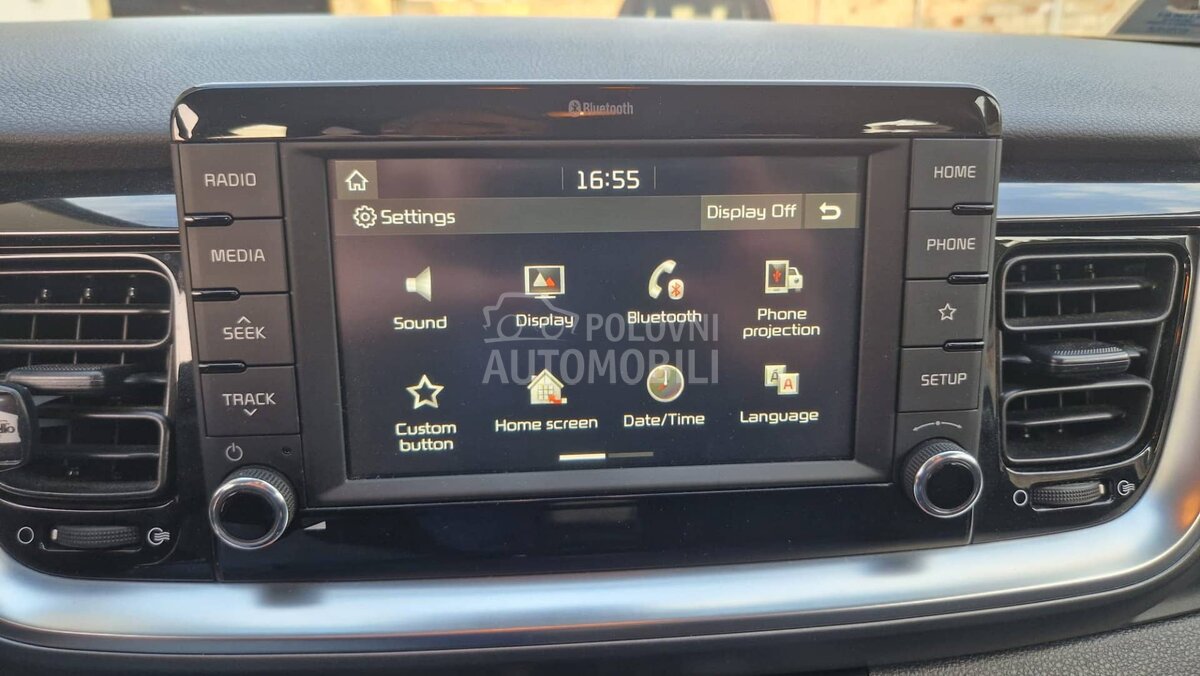 Bluetooth
RADIO
MEDIA
SEEK
TRACK
16:55
Settings
Display Off
Sound
Display
Bluetooth
Phone
projection
Custom
button
Home screen
Date/Time
Language
A
HOME
PHONE
SETUP
POLOVNI
AUTOMOBILI